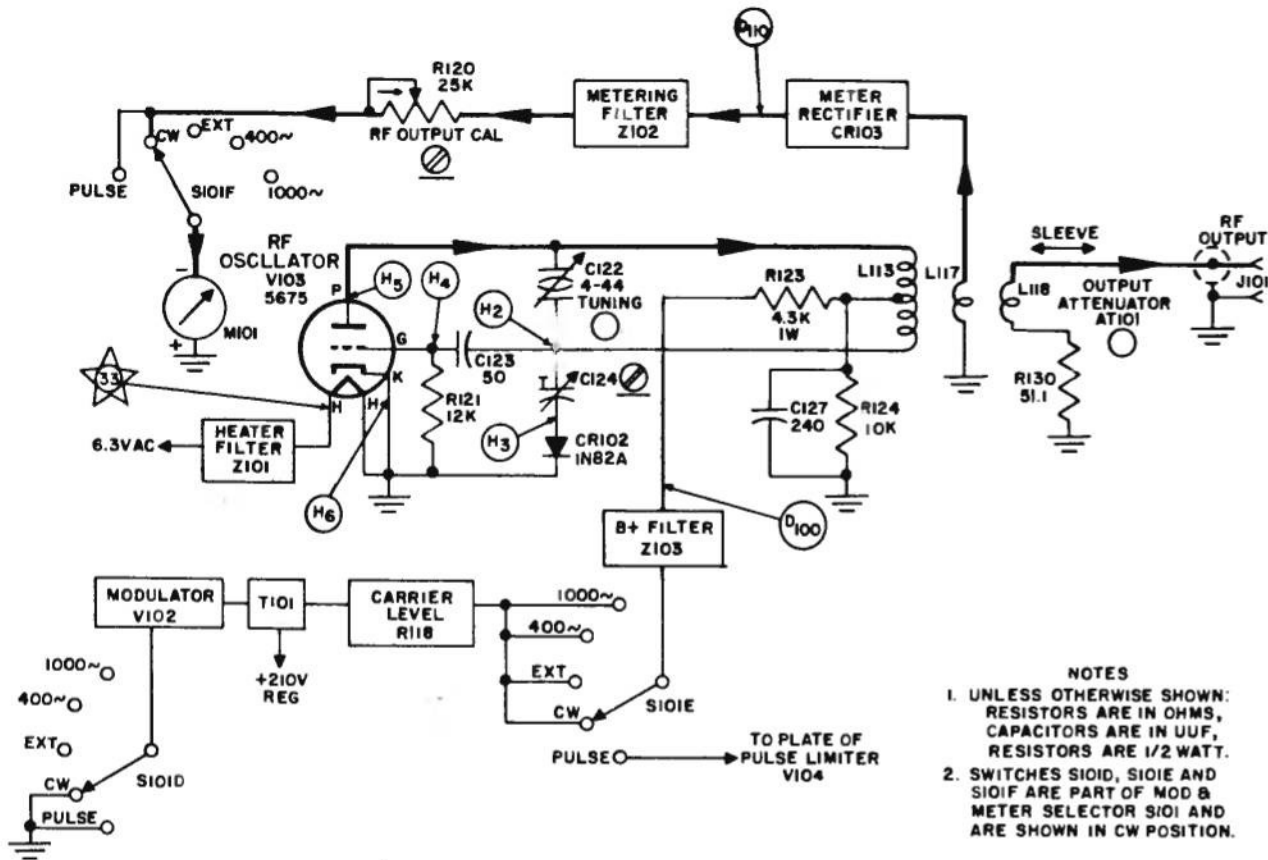 D110
R120
25K
METERING
FILTER
Z102
METER
RECTIFIER
CR103
RF OUTPUT CAL
EXT
CW
400~
PULSE
S101F
1000~
RF
OSCLLATOR
V103
5675
P
H5
H4
C122
4-44
TUNING
H2
R123
4.3K
1W
L113
L117
SLEEVE
RF
OUTPUT
J101
L118
OUTPUT
ATTENUATOR
AT101
-
M101
+
G
C123
50
K
33
H
H
R121
12K
T
C124
H3
CR102
1N82A
C127
240
R124
10K
R130
51.1
6.3VAC
HEATER
FILTER
Z101
H6
B+ FILTER
Z103
D100
MODULATOR
V102
T101
CARRIER
LEVEL
R118
+210V
REG
1000~
400~
EXT
CW
S101E
PULSE
TO PLATE OF
PULSE LIMITER
V104
1000~
400~
EXT
CW
S101D
PULSE
NOTES
1. UNLESS OTHERWISE SHOWN:
RESISTORS ARE IN OHMS,
CAPACITORS ARE IN UUF,
RESISTORS ARE 1/2 WATT.
2. SWITCHES S101D, S101E AND
S101F ARE PART OF MOD &
METER SELECTOR S101 AND
ARE SHOWN IN CW POSITION.